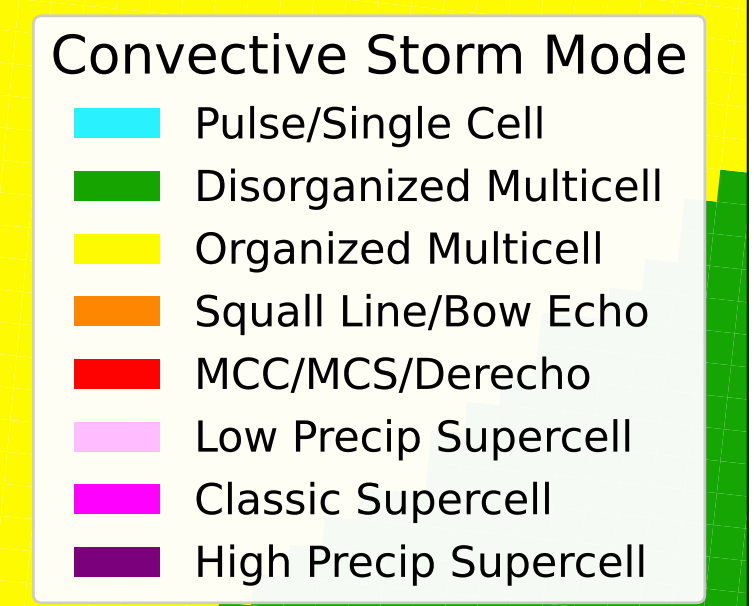 Convective Storm Mode
Pulse/Single Cell
Disorganized Multicell
Organized Multicell
Squall Line/Bow Echo
MCC/MCS/Derecho
Low Precip Supercell
Classic Supercell
High Precip Supercell